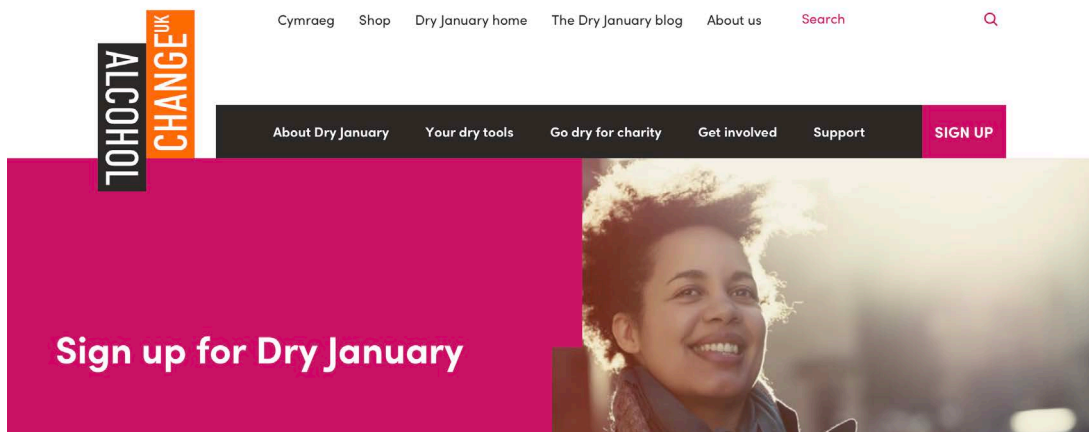 ALCOHOL
CHANGE UK
Cymraeg Shop Dry January home The Dry January blog About us Search
About Dry January Your dry tools Go dry for charity Get involved Support SIGN UP
Sign up for Dry January